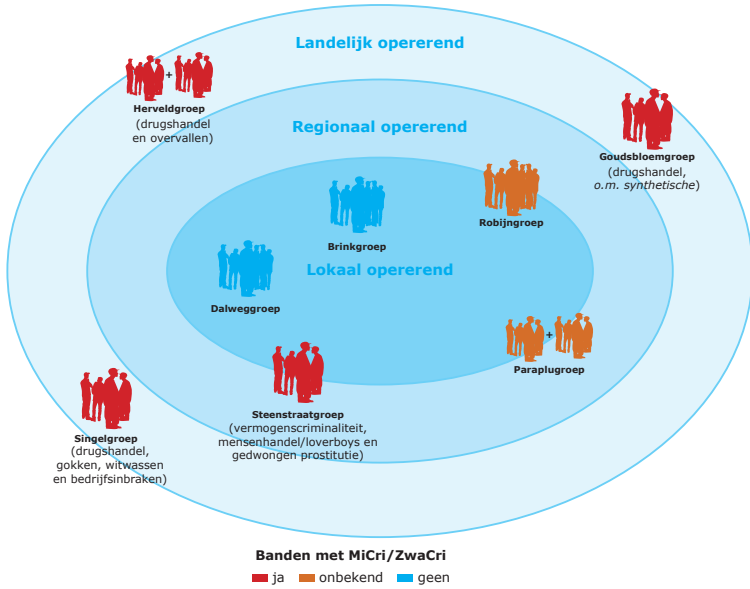 Landelijk opererend
+
Herveldgroep
(drugshandel
en overvallen)
Regionaal opererend
Goudsbloemgroep
(drugshandel,
o.m. synthetische)
Robijngroep
Brinkgroep
Lokaal opererend
Dalweggroep
+
Paraplugroep
Steenstraatgroep
(vermogenscriminaliteit,
mensenhandel/loverboys en
gedwongen prostitutie)
Singelgroep
(drugshandel,
gokken, witwassen
en bedrijfsinbraken)
Banden met MiCri/ZwaCri
ja onbekend geen